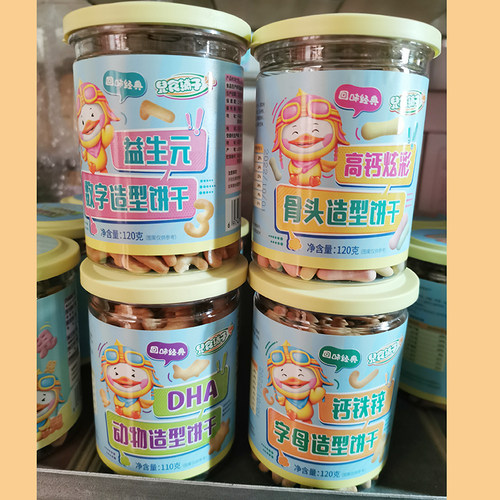 回味经典
益生元
数字造型饼干
净含量:120克
回味经典
高钙炫彩
骨头造型饼干
净含量:120克
回味经典
DHA
动物造型饼干
净含量:110克
回味经典
钙铁锌
字母造型饼干
净含量:120克